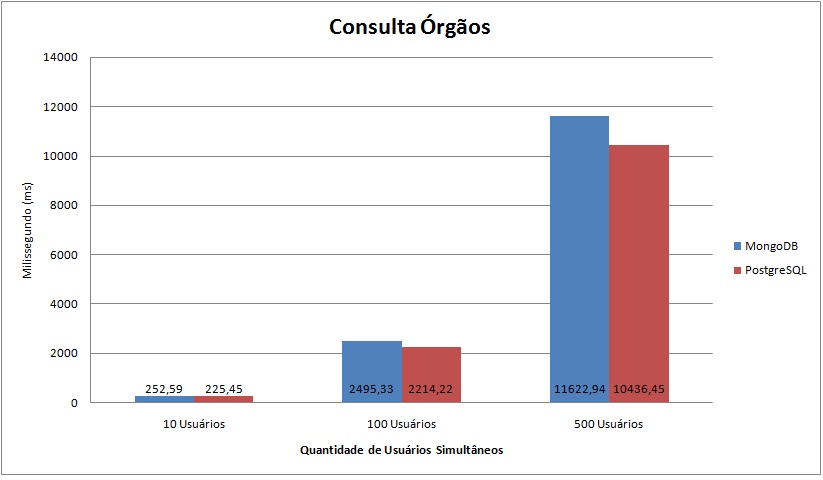 Consulta Órgãos
14000
12000
10000
8000
6000
4000
2000
0
Milissegundo (ms)
252,59 225,45 2495,33 2214,22 11622,94 10436,45
10 Usuários 100 Usuários 500 Usuários
Quantidade de Usuários Simultâneos
MongoDB
PostgreSQL